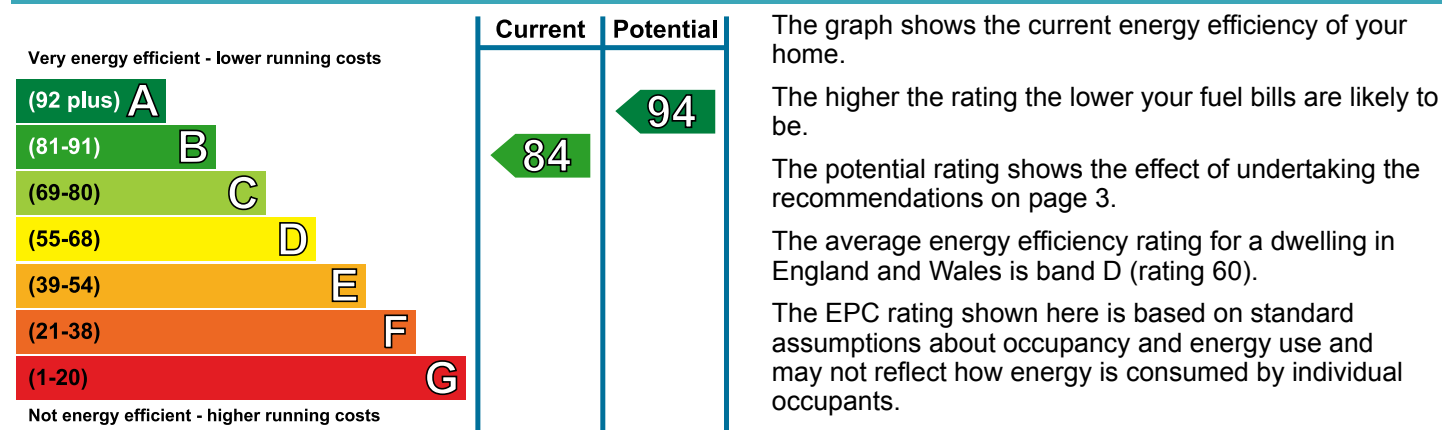 Current Potential
Very energy efficient - lower running costs
(92 plus) A
(81-91) B
(69-80) C
(55-68) D
(39-54) E
(21-38) F
(1-20) G
Not energy efficient - higher running costs
84
94
The graph shows the current energy efficiency of your
home.
The higher the rating the lower your fuel bills are likely to
be.
The potential rating shows the effect of undertaking the
recommendations on page 3.
The average energy efficiency rating for a dwelling in
England and Wales is band D (rating 60).
The EPC rating shown here is based on standard
assumptions about occupancy and energy use and
may not reflect how energy is consumed by individual
occupants.